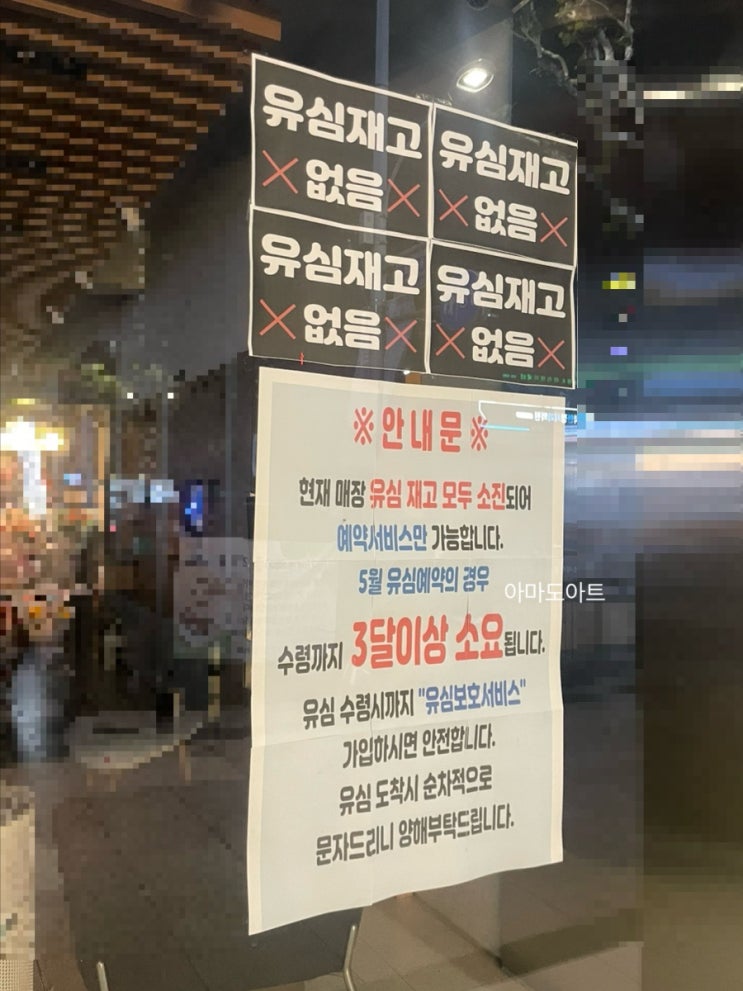 유심재고
✕ 없음 ✕
유심재고
✕ 없음 ✕
유심재고
✕ 없음 ✕
유심재고
✕ 없음 ✕
※ 안내문 ※
현재 매장 유심 재고 모두 소진되어
예약서비스만 가능합니다.
5월 유심예약의 경우
아마도아트
수령까지 3달이상 소요됩니다.
유심 수령시까지 "유심보호서비스"
가입하시면 안전합니다.
유심 도착시 순차적으로
문자드리니 양해부탁드립니다.